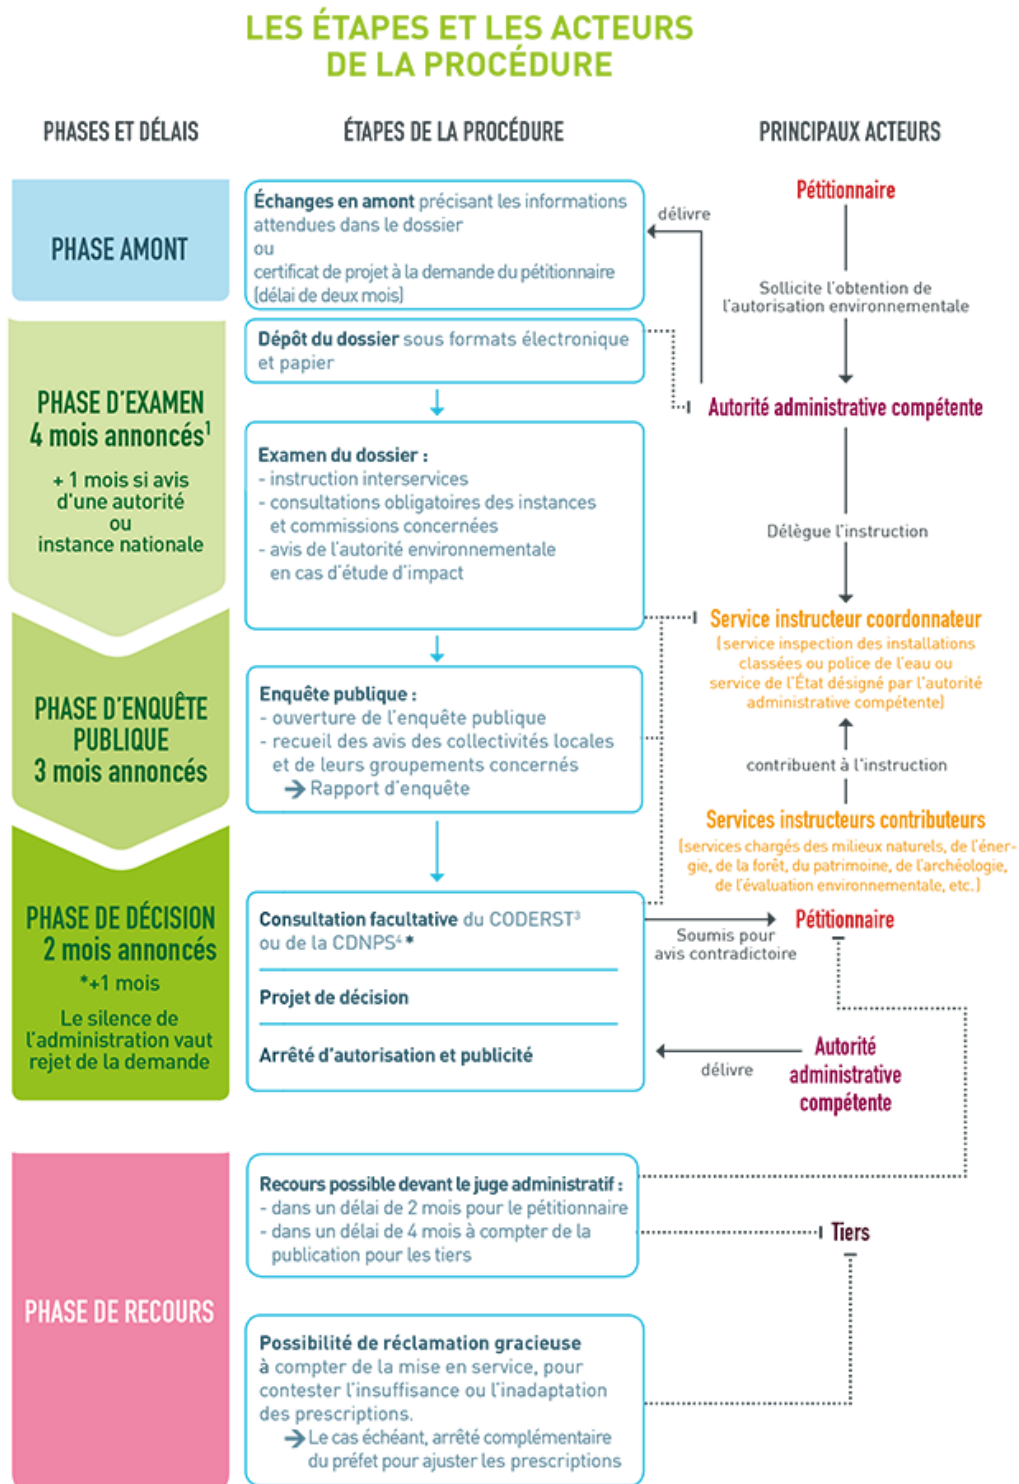 LES ÉTAPES ET LES ACTEURS
DE LA PROCÉDURE
PHASES ET DÉLAIS
ÉTAPES DE LA PROCÉDURE
PRINCIPAUX ACTEURS
PHASE AMONT
Échanges en amont précisant les informations
attendues dans le dossier
ou
certificat de projet à la demande du pétitionnaire
(délai de deux mois)
délivre
Pétitionnaire
Sollicite l'obtention de
l'autorisation environnementale
PHASE D'EXAMEN
4 mois annoncés¹
+ 1 mois si avis
d'une autorité
ou
instance nationale
Dépôt du dossier sous formats électronique
et papier
Autorité administrative compétente
Examen du dossier :
- instruction interservices
- consultations obligatoires des instances
et commissions concernées
- avis de l'autorité environnementale
en cas d'étude d'impact
Délègue l'instruction
Service instructeur coordonnateur
(service inspection des installations
classées ou police de l'eau ou
service de l'État désigné par l'autorité
administrative compétente)
PHASE D'ENQUÊTE
PUBLIQUE
3 mois annoncés
Enquête publique :
- ouverture de l'enquête publique
- recueil des avis des collectivités locales
et de leurs groupements concernés
→ Rapport d'enquête
contribuent à l'instruction
Services instructeurs contributeurs
(services chargés des milieux naturels, de l'éner-
gie, de la forêt, du patrimoine, de l'archéologie,
de l'évaluation environnementale, etc.)
PHASE DE DÉCISION
2 mois annoncés
*+1 mois
Le silence de
l'administration vaut
rejet de la demande
Consultation facultative du CODERST³
ou de la CDNPS⁴ *
Projet de décision
Arrêté d'autorisation et publicité
Soumis pour
avis contradictoire
Pétitionnaire
délivre
Autorité
administrative
compétente
PHASE DE RECOURS
Recours possible devant le juge administratif :
- dans un délai de 2 mois pour le pétitionnaire
- dans un délai de 4 mois à compter de la
publication pour les tiers
Tiers
Possibilité de réclamation gracieuse
à compter de la mise en service, pour
contester l'insuffisance ou l'inadaptation
des prescriptions.
→ Le cas échéant, arrêté complémentaire
du préfet pour ajuster les prescriptions